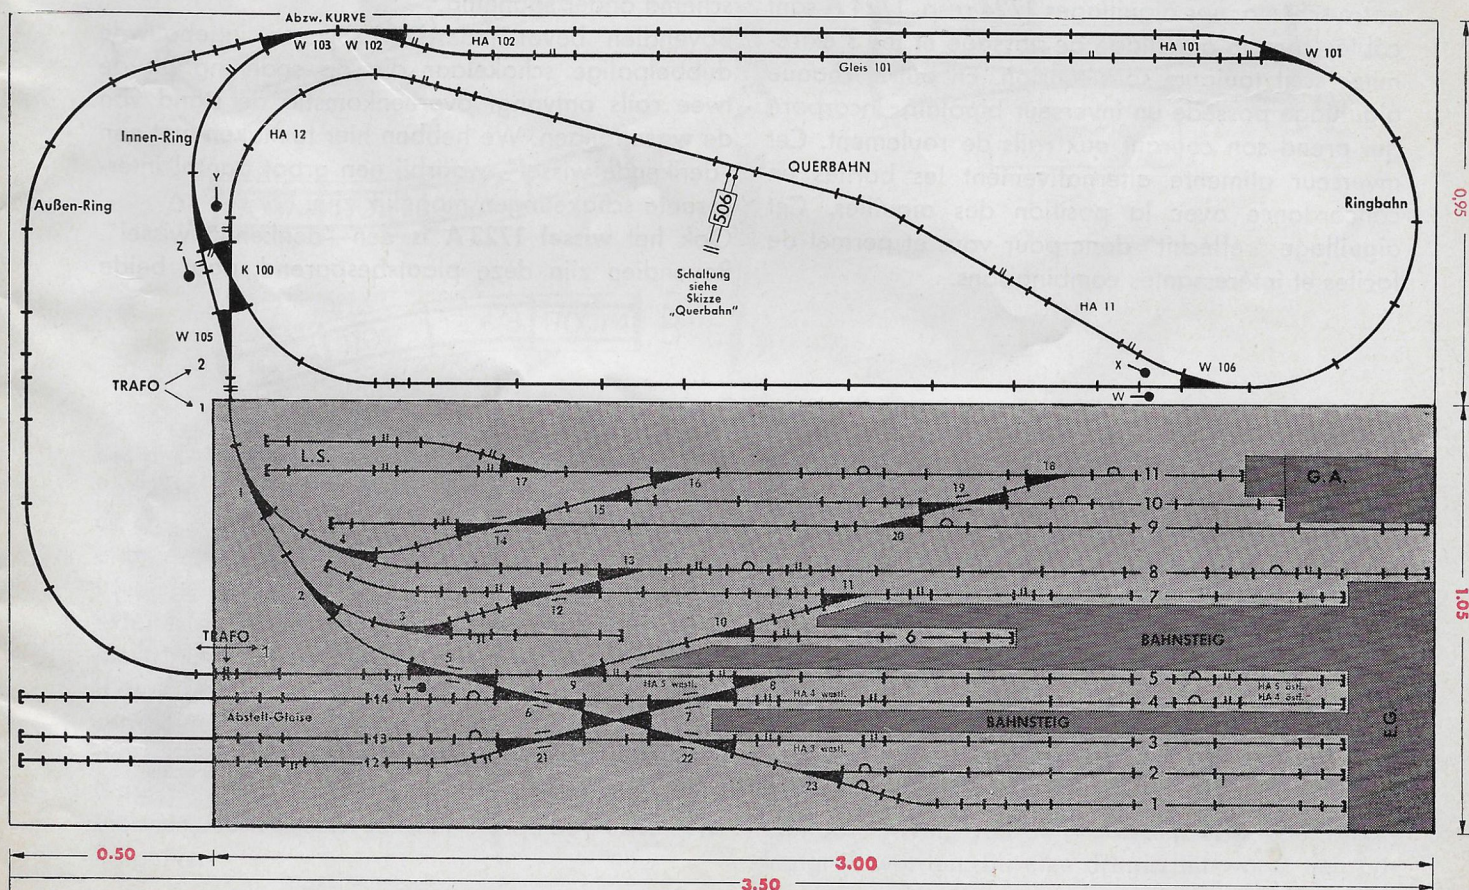 Abzw. KURVE
W 103
W 102
HA 102
HA 101
W 101
Gleis 101
Innen-Ring
HA 12
QUERBAHN
Außen-Ring
Ringbahn
0,95
Y
506
Z
K 100
Schaltung
siehe
Skizze
„Querbahn“
HA 11
W 105
2
TRAFO
1
X
W 106
W
L.S.
17
16
18
11
G.A.
1
19
10
15
4
14
20
9
13
8
2
12
11
7
3
10
6
BAHNSTEIG
1.05
TRAFO
1
5
9
HA 5 westl.
8
5
HA 5 östl.
HA 4 östl.
V
14
HA 4 westl.
4
Abstell-Gleise
6
7
BAHNSTEIG
E.G.
13
21
22
HA 3 westl.
3
12
23
2
1
0.50
3.00
3.50